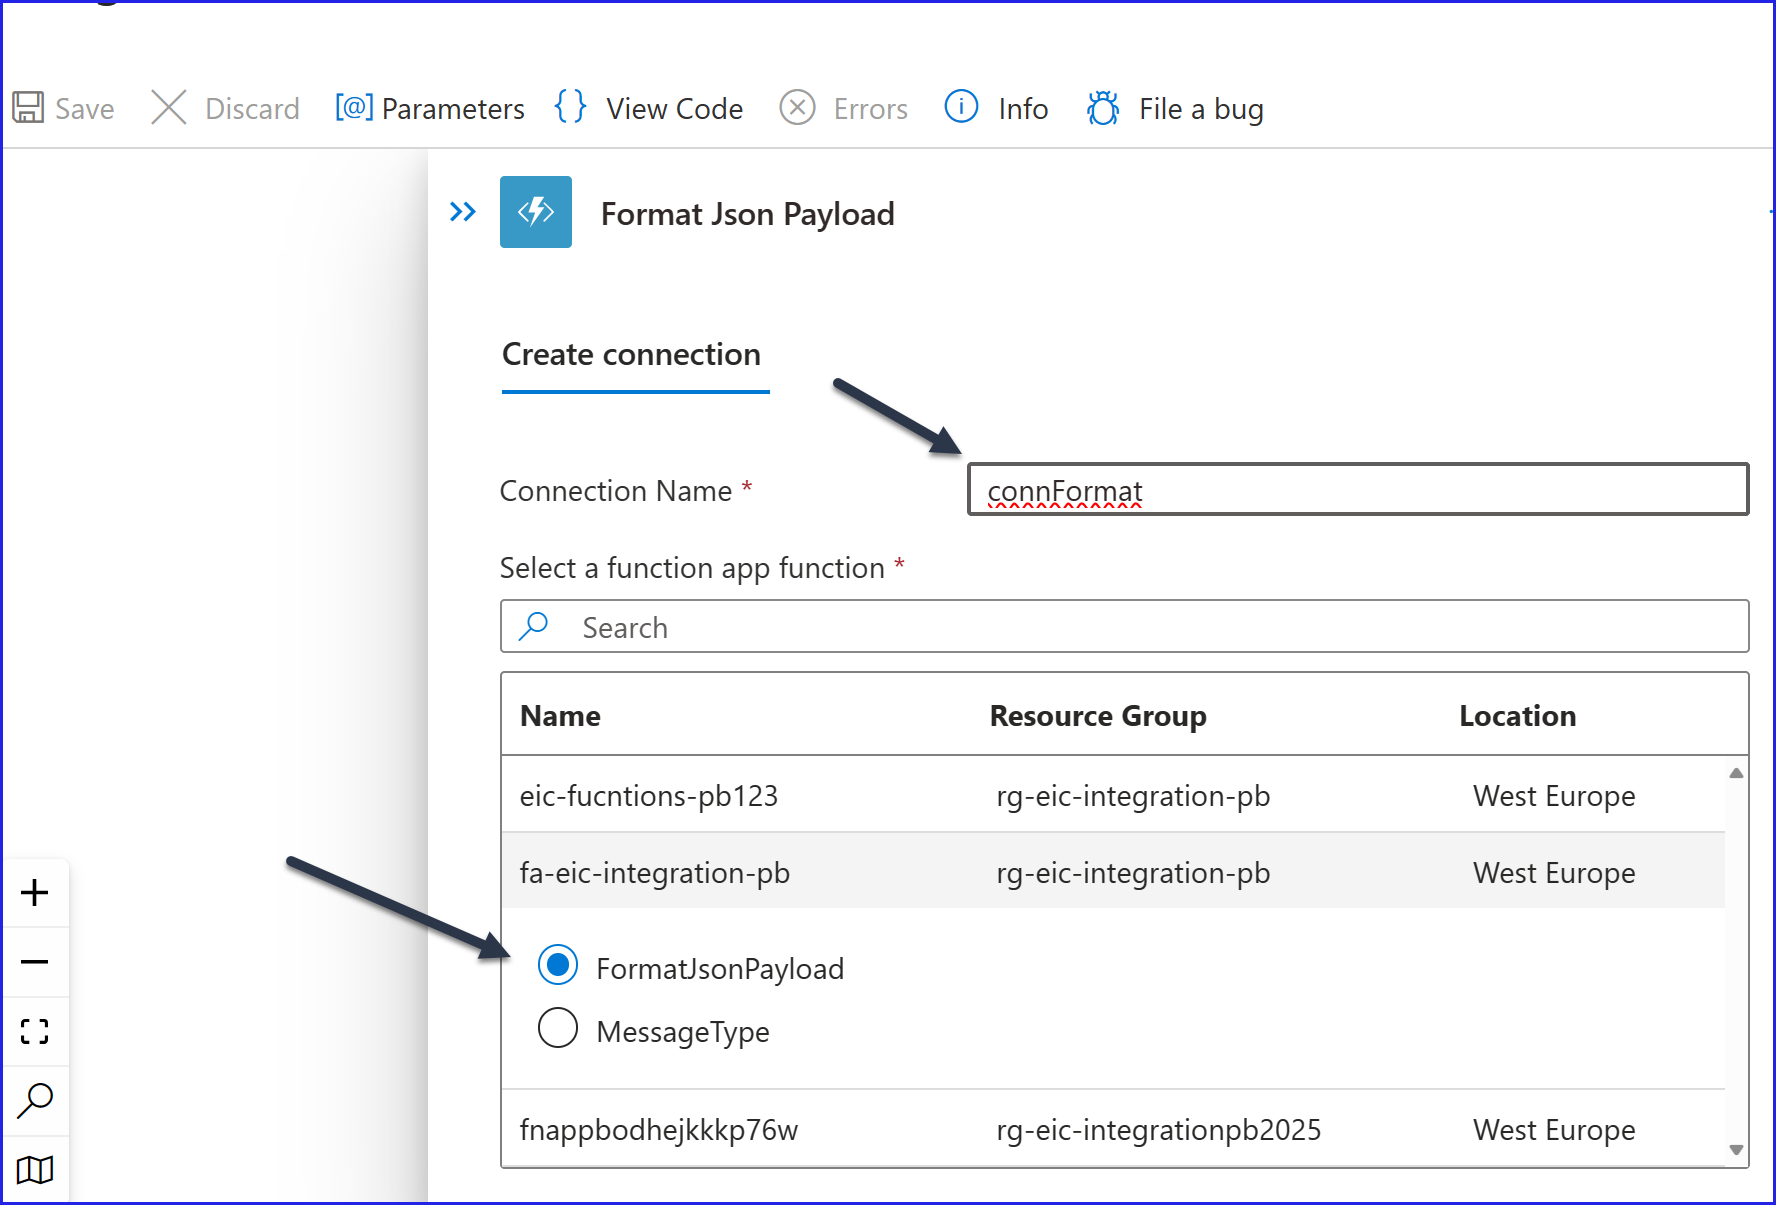 Save Discard [@] Parameters {} View Code Errors Info File a bug
Format Json Payload
Create connection
Connection Name *
connFormat
Select a function app function *
Search
Name Resource Group Location
eic-fucntions-pb123 rg-eic-integration-pb West Europe
fa-eic-integration-pb rg-eic-integration-pb West Europe
FormatJsonPayload
MessageType
fnappbodhejkkkp76w rg-eic-integrationpb2025 West Europe